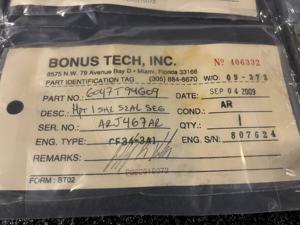 BONUS TECH, INC. Nº 406332
8575 N.W. 79 Avenue Bay D • Miami, Florida 33166
PART IDENTIFICATION TAG (305) 884-6670 W/O: 09-273
PART NO.: 6047T94G09 DATE: SEP 04 2009
DESC.: HPT 1 SHL SEAL SEG COND.: AR
SER. NO.: ARJ467AR QTY.: 1
ENG. TYPE: CF34-3A1 ENG. S/N: 807624
REMARKS:
FORM: BT02